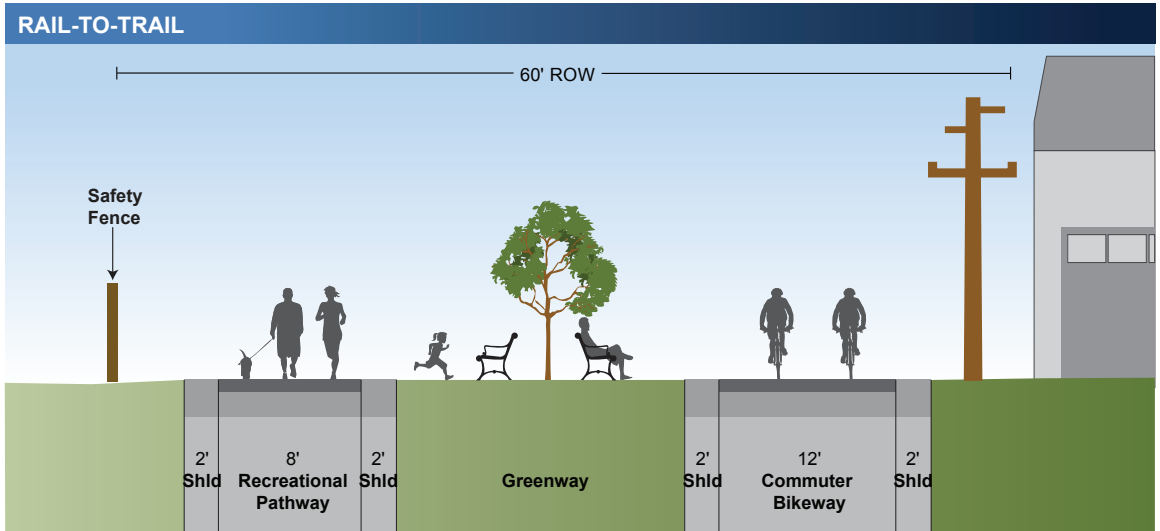 RAIL-TO-TRAIL
60' ROW
Safety
Fence
2'
Shld
8'
Recreational
Pathway
2'
Shld
Greenway
2'
Shld
12'
Commuter
Bikeway
2'
Shld